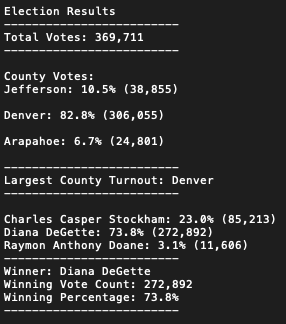 Election Results
-------------------------
Total Votes: 369,711
-------------------------
County Votes:
Jefferson: 10.5% (38,855)
Denver: 82.8% (306,055)
Arapahoe: 6.7% (24,801)
-------------------------
Largest County Turnout: Denver
-------------------------
Charles Casper Stockham: 23.0% (85,213)
Diana DeGette: 73.8% (272,892)
Raymon Anthony Doane: 3.1% (11,606)
-------------------------
Winner: Diana DeGette
Winning Vote Count: 272,892
Winning Percentage: 73.8%
-------------------------